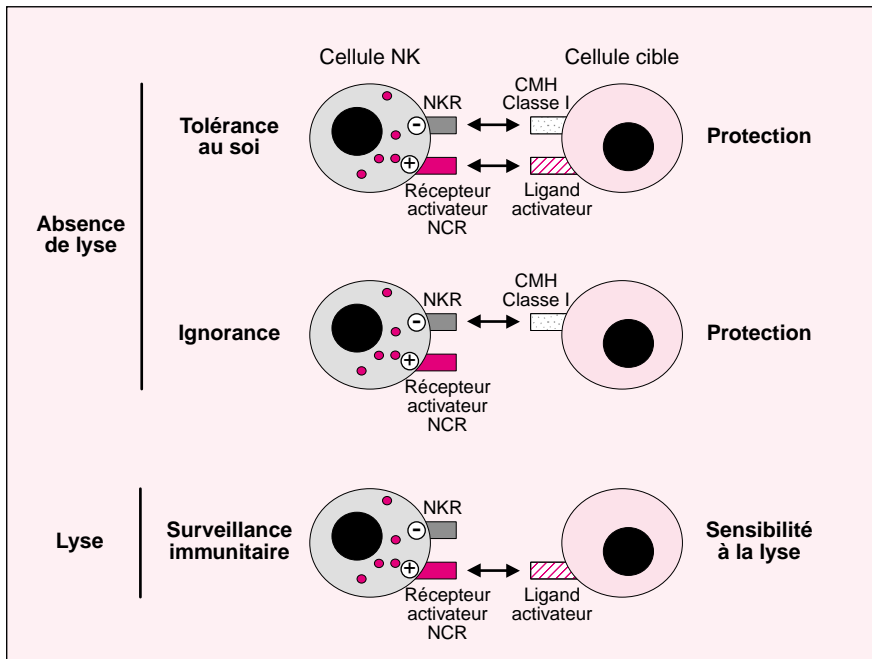 Cellule NK
Cellule cible
Tolérance
au soi
NKR
CMH
Classe I
-
+
Récepteur
activateur
NCR
Ligand
activateur
Protection
Absence
de lyse
Ignorance
NKR
CMH
Classe I
-
+
Récepteur
activateur
NCR
Protection
Lyse
Surveillance
immunitaire
NKR
-
+
Récepteur
activateur
NCR
Ligand
activateur
Sensibilité
à la lyse